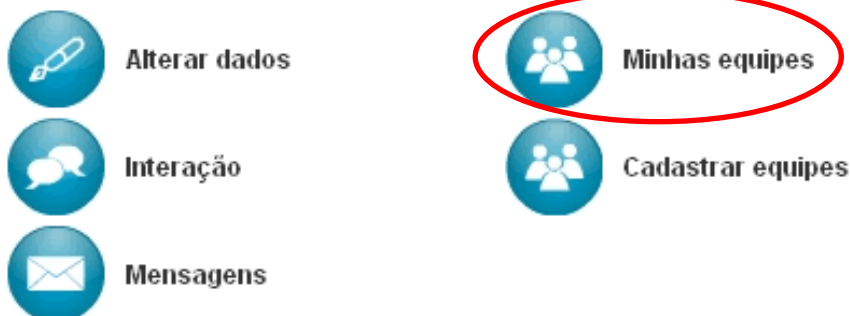 Alterar dados
Minhas equipes
Interação
Cadastrar equipes
Mensagens